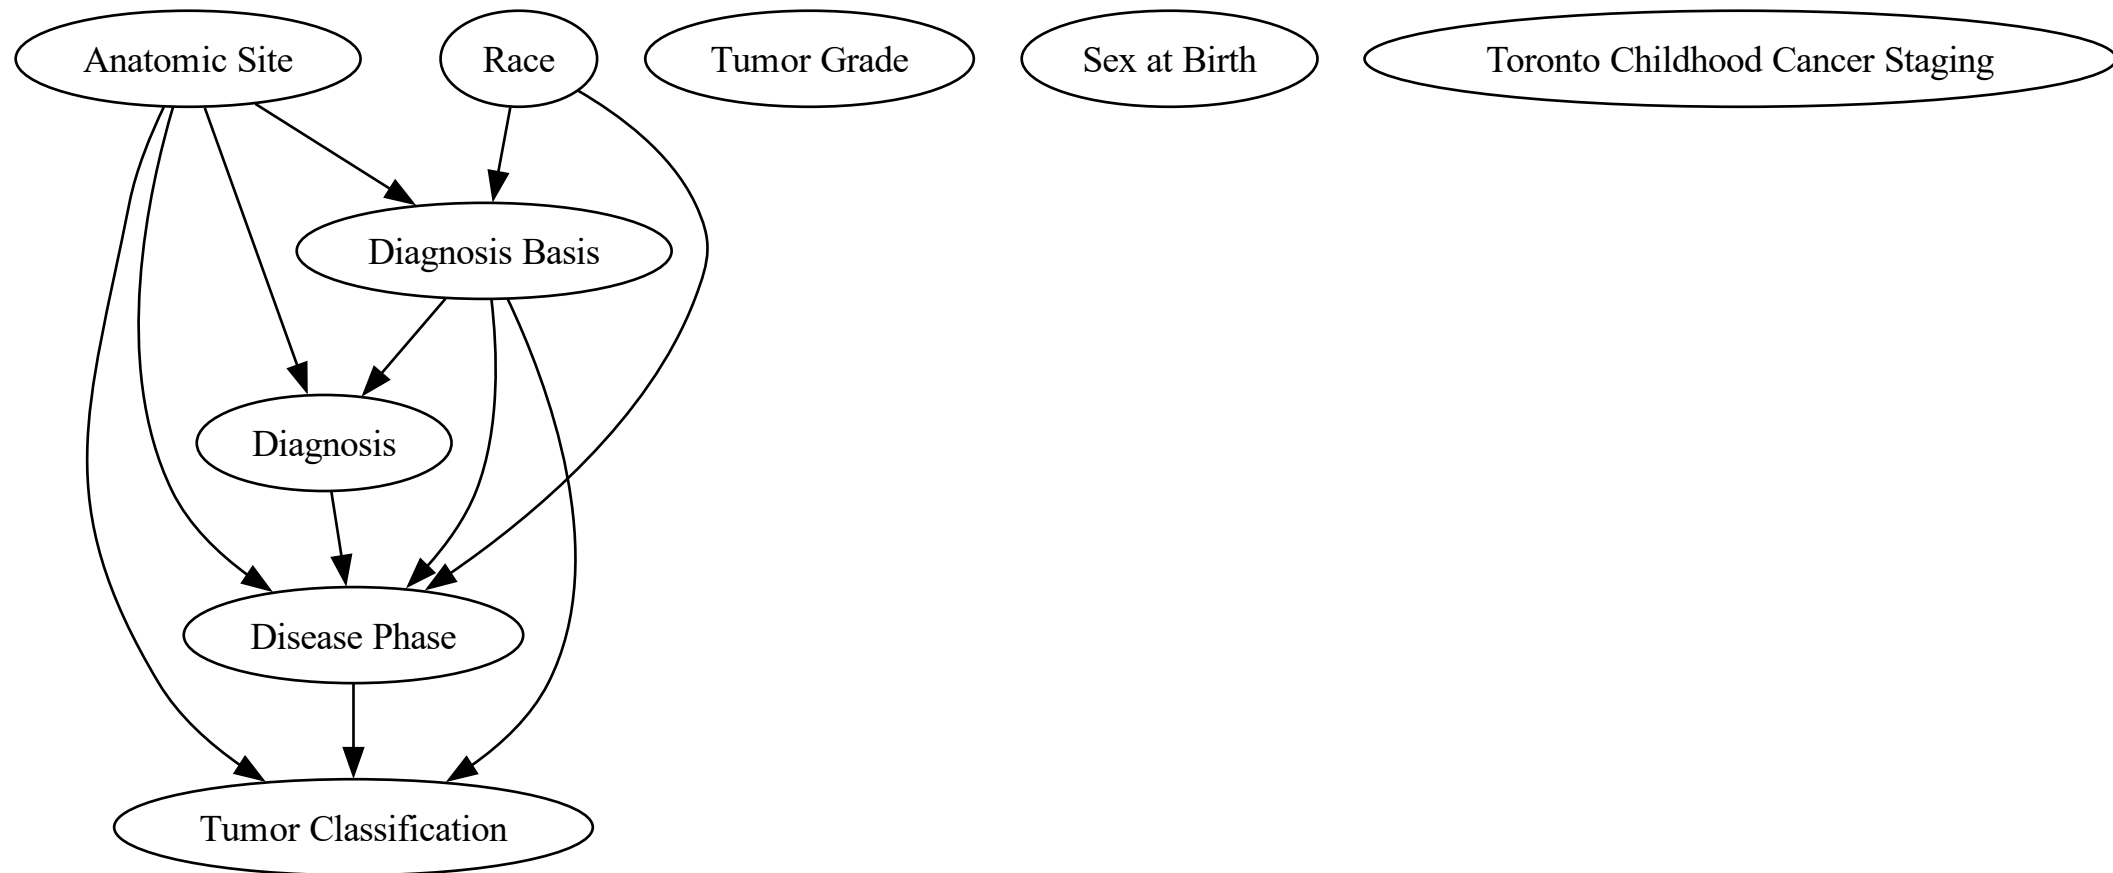 Anatomic Site
Race
Tumor Grade
Sex at Birth
Toronto Childhood Cancer Staging
Diagnosis Basis
Diagnosis
Disease Phase
Tumor Classification